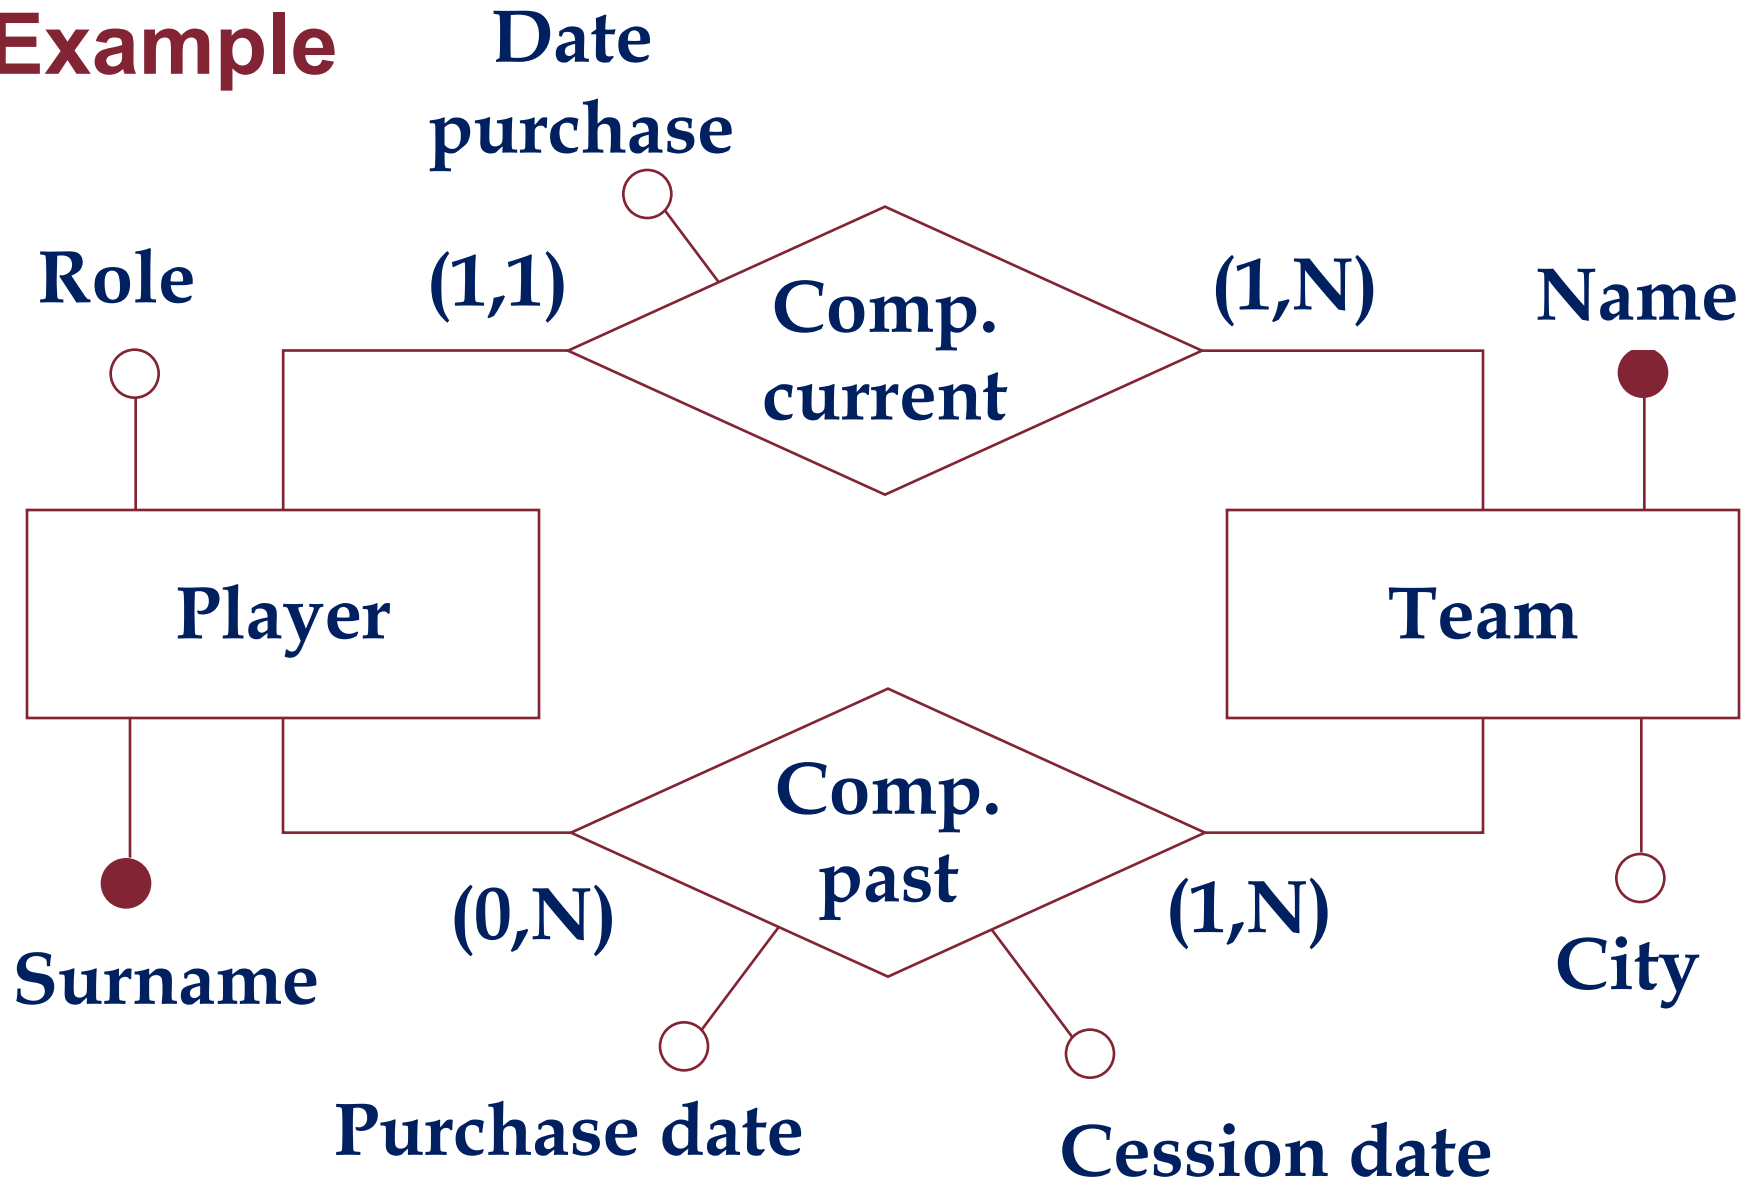 Example
Date
purchase
Role
(1,1)
(1,N)
Name
Comp.
current
Player
Team
Comp.
past
(0,N)
(1,N)
Surname
City
Purchase date
Cession date